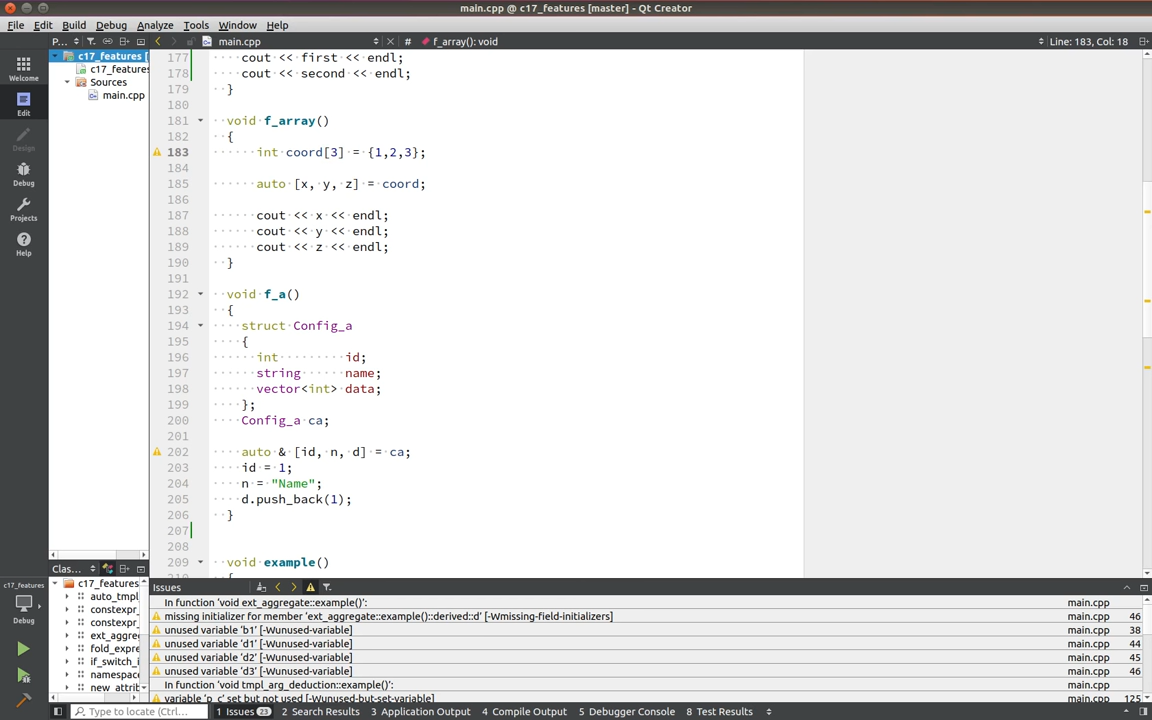 main.cpp @ c17_features [master] - Qt Creator
File Edit Build Debug Analyze Tools Window Help
P... main.cpp # f_array(): void Line: 183, Col: 18
Welcome
Edit
Design
Debug
Projects
Help
c17_features [
c17_features
Sources
main.cpp
177 cout << first << endl;
178 cout << second << endl;
179 }
180
181 void f_array()
182 {
183 int coord[3] = {1,2,3};
184
185 auto [x, y, z] = coord;
186
187 cout << x << endl;
188 cout << y << endl;
189 cout << z << endl;
190 }
191
192 void f_a()
193 {
194 struct Config_a
195 {
196 int id;
197 string name;
198 vector<int> data;
199 };
200 Config_a ca;
201
202 auto & [id, n, d] = ca;
203 id = 1;
204 n = "Name";
205 d.push_back(1);
206 }
207
208
209 void example()
210 {
Clas...
c17_features
auto_tmpl
constexpr_
constexpr_
ext_aggre
fold_expre
if_switch_i
namespace
new_attrib
c17_features
Debug
Issues
In function 'void ext_aggregate::example()': main.cpp
missing initializer for member 'ext_aggregate::example()::derived::d' [-Wmissing-field-initializers] main.cpp 46
unused variable 'b1' [-Wunused-variable] main.cpp 38
unused variable 'd1' [-Wunused-variable] main.cpp 44
unused variable 'd2' [-Wunused-variable] main.cpp 45
unused variable 'd3' [-Wunused-variable] main.cpp 46
In function 'void tmpl_arg_deduction::example()': main.cpp
variable 'p_c' set but not used [-Wunused-but-set-variable] main.cpp 125
Type to locate (Ctrl... 1 Issues 23 2 Search Results 3 Application Output 4 Compile Output 5 Debugger Console 8 Test Results